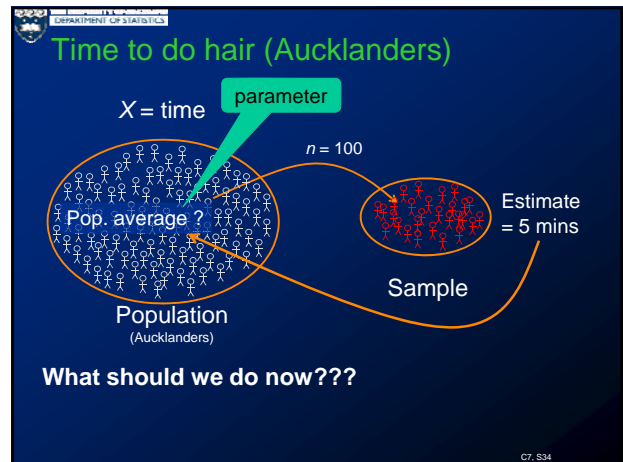 DEPARTMENT OF STATISTICS
Time to do hair (Aucklanders)
parameter
X = time
n = 100
Pop. average ?
Estimate
= 5 mins
Sample
Population
(Aucklanders)
What should we do now???
C7, S34